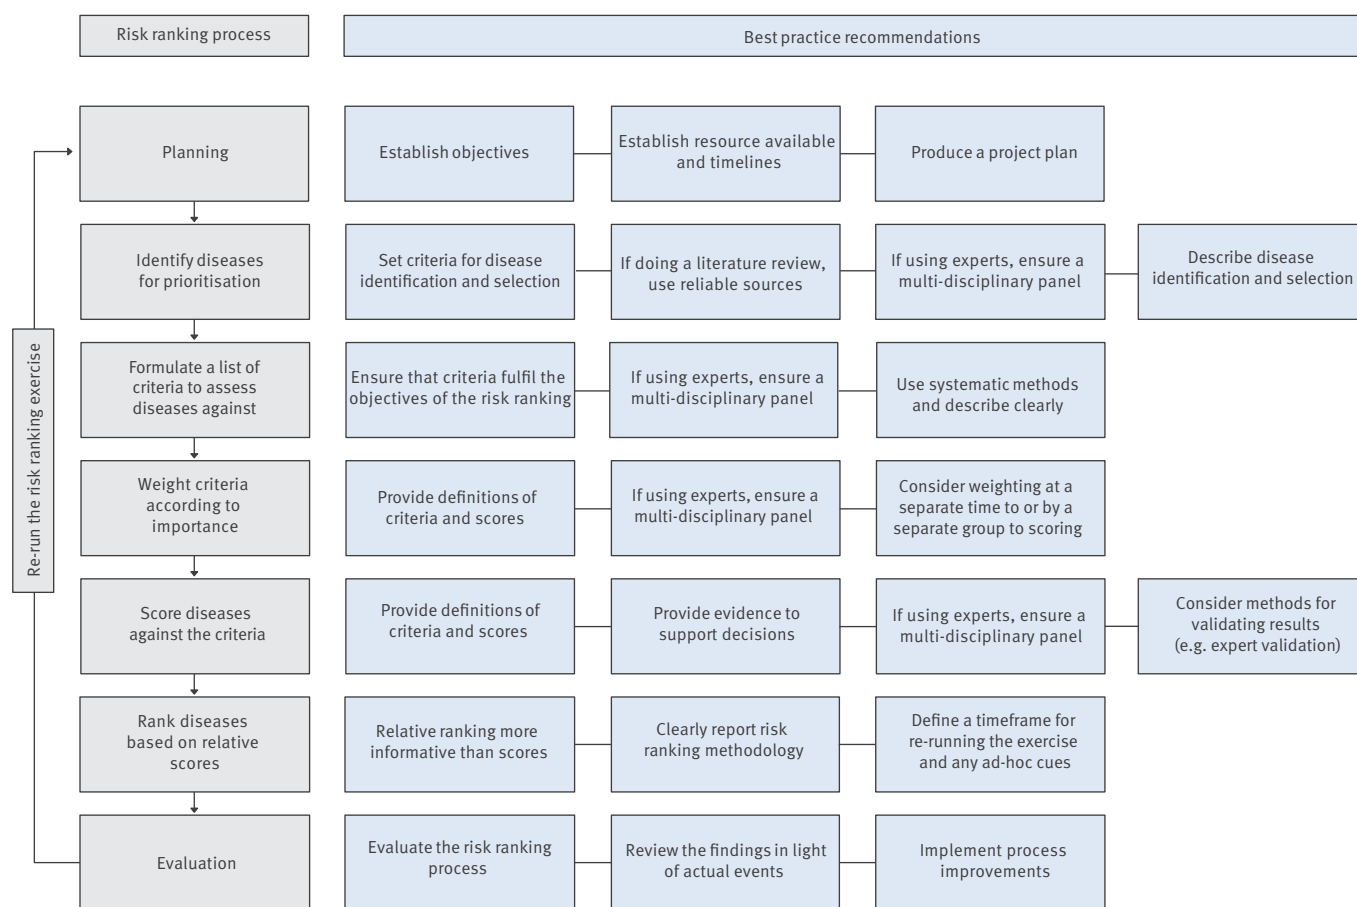 Risk ranking process
Best practice recommendations
Planning
Establish objectives
Establish resource available
and timelines
Produce a project plan
Identify diseases
for prioritisation
Set criteria for disease
identification and selection
If doing a literature review,
use reliable sources
If using experts, ensure a
multi-disciplinary panel
Describe disease
identification and selection
Formulate a list of
criteria to assess
diseases against
Ensure that criteria fulfil the
objectives of the risk ranking
If using experts, ensure a
multi-disciplinary panel
Use systematic methods
and describe clearly
Weight criteria
according to
importance
Provide definitions of
criteria and scores
If using experts, ensure a
multi-disciplinary panel
Consider weighting at a
separate time to or by a
separate group to scoring
Score diseases
against the criteria
Provide definitions of
criteria and scores
Provide evidence to
support decisions
If using experts, ensure a
multi-disciplinary panel
Consider methods for
validating results
(e.g. expert validation)
Rank diseases
based on relative
scores
Relative ranking more
informative than scores
Clearly report risk
ranking methodology
Define a timeframe for
re-running the exercise
and any ad-hoc cues
Evaluation
Evaluate the risk ranking
process
Review the findings in light
of actual events
Implement process
improvements
Re-run the risk ranking exercise